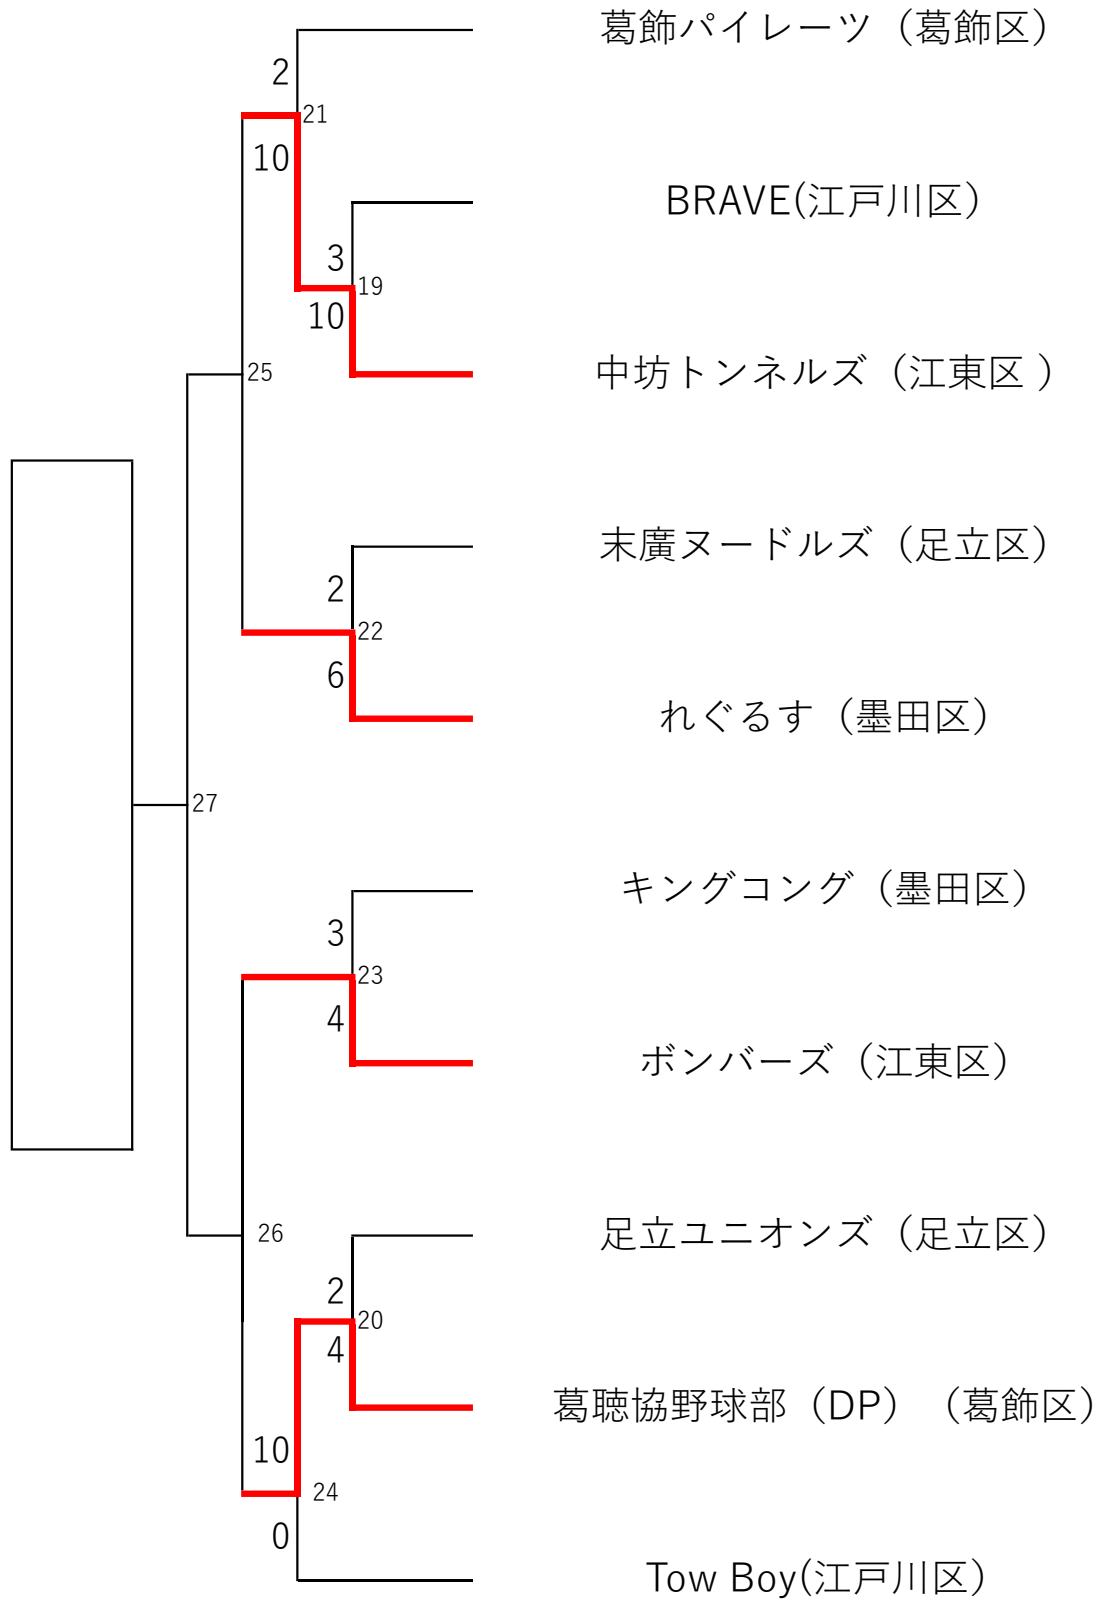 葛飾パイレーツ（葛飾区）
2
21
10
BRAVE(江戸川区）
3
19
10
中坊トンネルズ（江東区 ）
25
末廣ヌードルズ（足立区）
2
22
6
れぐるす（墨田区）
27
キングコング（墨田区）
3
23
4
ボンバーズ（江東区）
足立ユニオンズ（足立区）
26
2
20
4
葛聴協野球部（DP）（葛飾区）
10
24
0
Tow Boy(江戸川区）